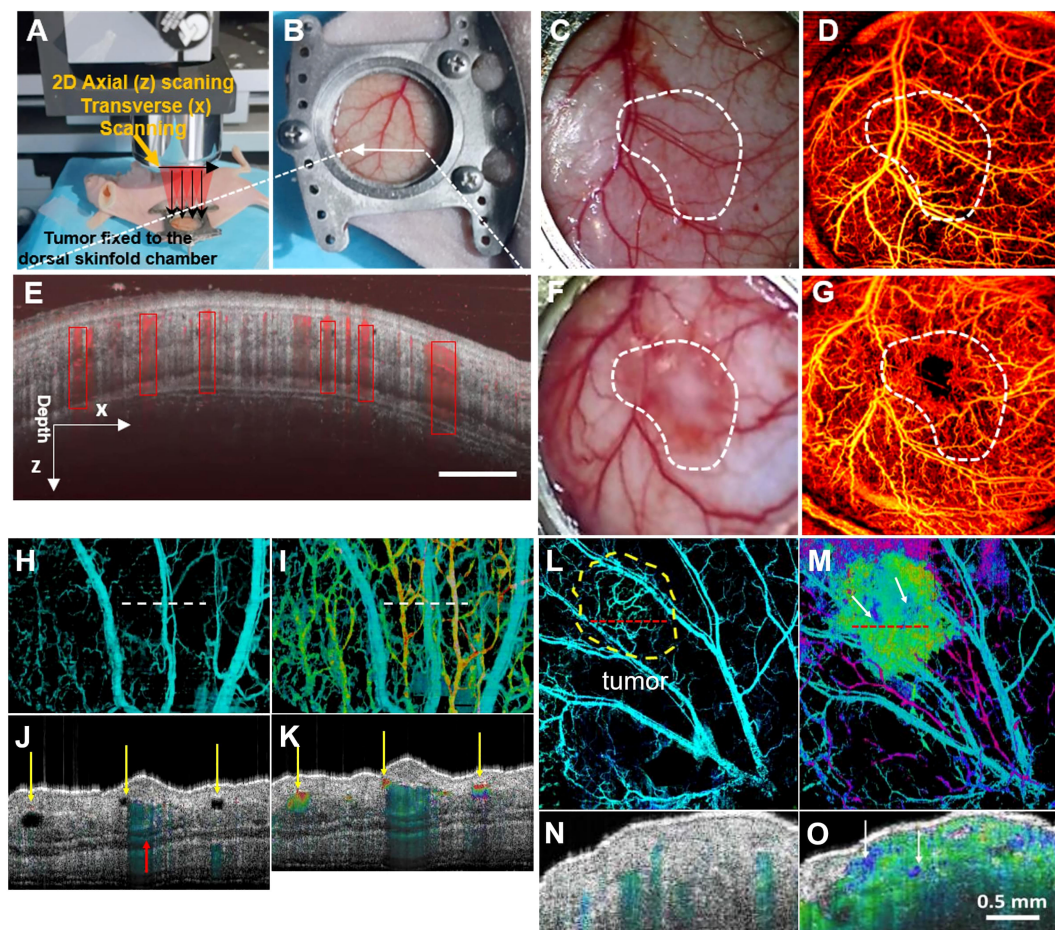 A
2D Axial (z) scaning
Transverse (x)
Scanning
Tumor fixed to the
dorsal skinfold chamber
B
C
D
E
Depth
x
z
F
G
H
I
J
K
L
tumor
M
N
O
0.5 mm